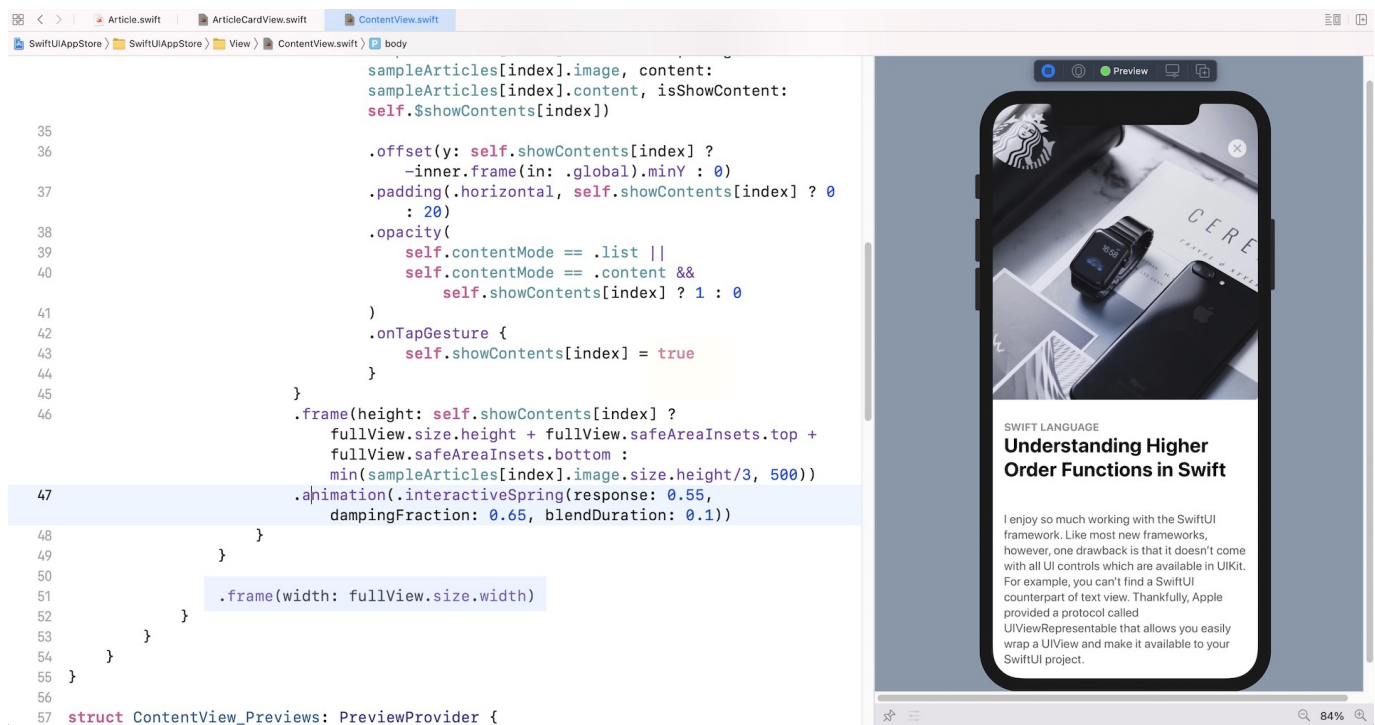 Article.swift ArticleCardView.swift ContentView.swift
SwiftUIAppStore SwiftUIAppStore View ContentView.swift P body
sampleArticles[index].image, content:
sampleArticles[index].content, isShowContent:
self.$showContents[index])
35
36 .offset(y: self.showContents[index] ?
-inner.frame(in: .global).minY : 0)
37 .padding(.horizontal, self.showContents[index] ? 0
: 20)
38 .opacity(
39 self.contentMode == .list ||
40 self.contentMode == .content &&
self.showContents[index] ? 1 : 0
41 )
42 .onTapGesture {
43 self.showContents[index] = true
44 }
45 }
46 .frame(height: self.showContents[index] ?
fullView.size.height + fullView.safeAreaInsets.top +
fullView.safeAreaInsets.bottom :
min(sampleArticles[index].image.size.height/3, 500))
47 .animation(.interactiveSpring(response: 0.55,
dampingFraction: 0.65, blendDuration: 0.1))
48 }
49 }
50
51 .frame(width: fullView.size.width)
52 }
53 }
54 }
55 }
56
57 struct ContentView_Previews: PreviewProvider {
Preview
CERE
16:58
SWIFT LANGUAGE
Understanding Higher
Order Functions in Swift
I enjoy so much working with the SwiftUI
framework. Like most new frameworks,
however, one drawback is that it doesn't come
with all UI controls which are available in UIKit.
For example, you can't find a SwiftUI
counterpart of text view. Thankfully, Apple
provided a protocol called
UIViewRepresentable that allows you easily
wrap a UIView and make it available to your
SwiftUI project.
84%